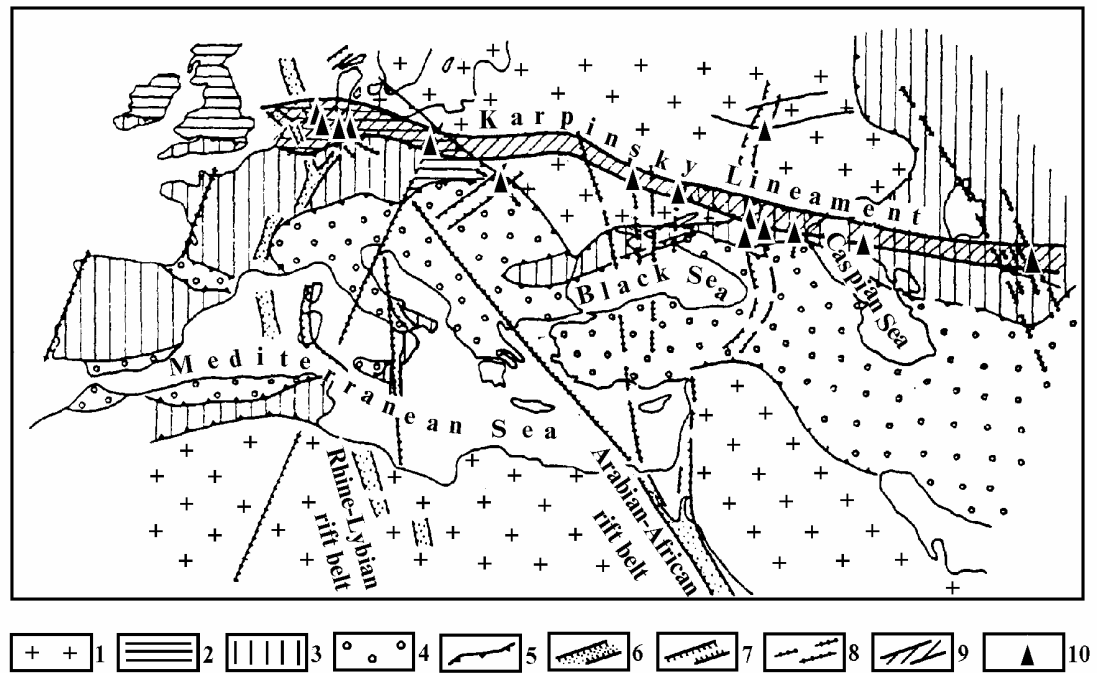 Karpinsky Lineament
Black Sea
Caspian Sea
Mediterranean Sea
Rhine-Lybian
rift belt
Arabian-African
rift belt
1 2 3 4 5 6 7 8 9 10